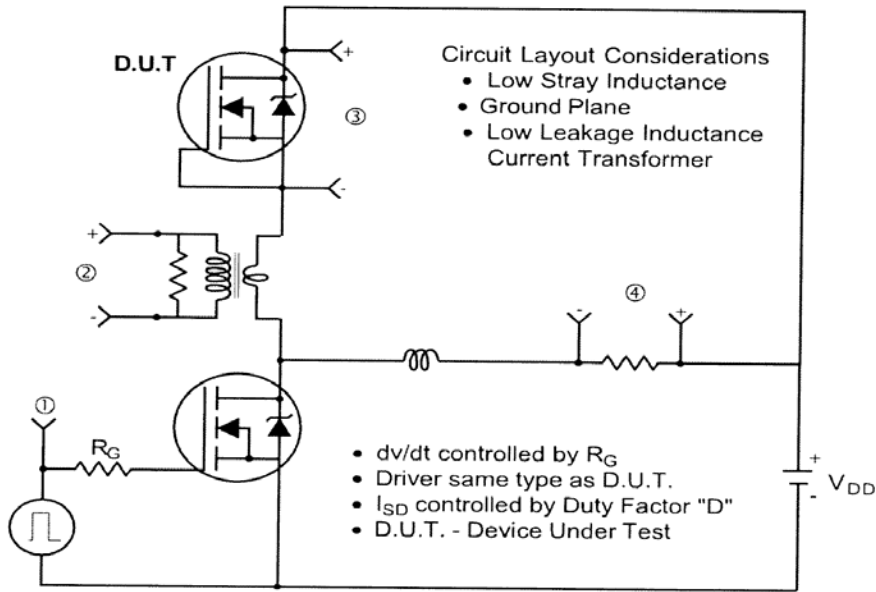 D.U.T
+
③
-
Circuit Layout Considerations
• Low Stray Inductance
• Ground Plane
• Low Leakage Inductance
Current Transformer
+
②
-
④
-
+
①
RG
• dv/dt controlled by RG
• Driver same type as D.U.T.
• ISD controlled by Duty Factor "D"
• D.U.T. - Device Under Test
+
VDD
-